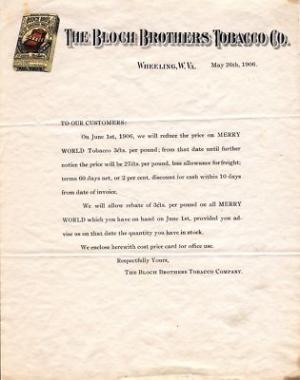 THE BLOCH BROTHERS TOBACCO CO.
WHEELING, W. VA. May 26th, 1906.
TO OUR CUSTOMERS:
On June 1st, 1906, we will reduce the price on MERRY
WORLD Tobacco 3cts. per pound; from that date until further
notice the price will be 27cts. per pound, less allowance for freight;
terms 60 days net, or 2 per cent. discount for cash within 10 days
from date of invoice.
We will allow rebate of 3cts. per pound on all MERRY
WORLD which you have on hand on June 1st, provided you ad-
vise us on that date the quantity you have in stock.
We enclose herewith cost price card for office use.
Respectfully Yours,
THE BLOCH BROTHERS TOBACCO COMPANY.